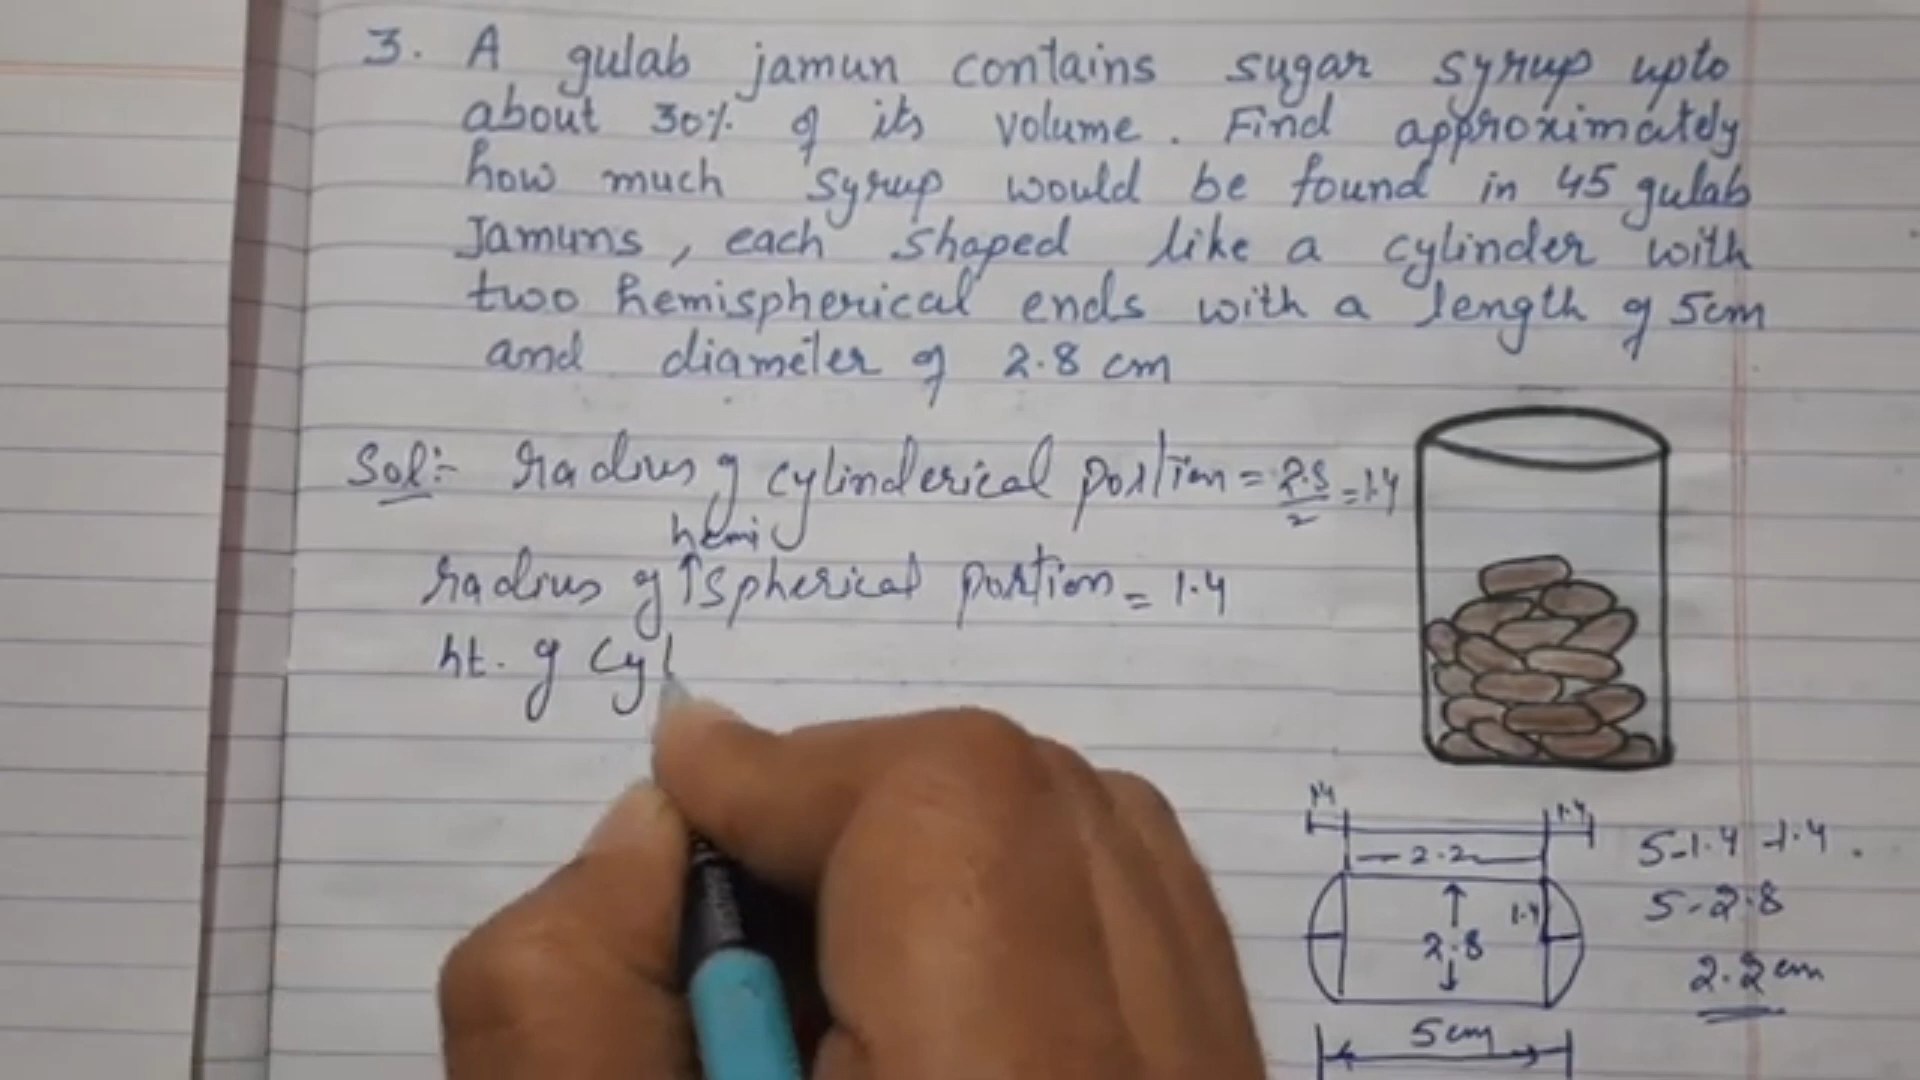 3. A gulab jamun contains sugar syrup upto
about 30% of its volume. Find approximately
how much syrup would be found in 45 gulab
Jamuns, each shaped like a cylinder with
two hemispherical ends with a length of 5cm
and diameter of 2.8 cm
Sol:- radius of cylinderical portion = 2.8/2 = 1.4
hemi
radius of ↑spherical portion = 1.4
ht. of Cyl
1.4 1.4
2.2
1.4
2.8
5cm
5-1.4-1.4
5-2.8
2.2cm